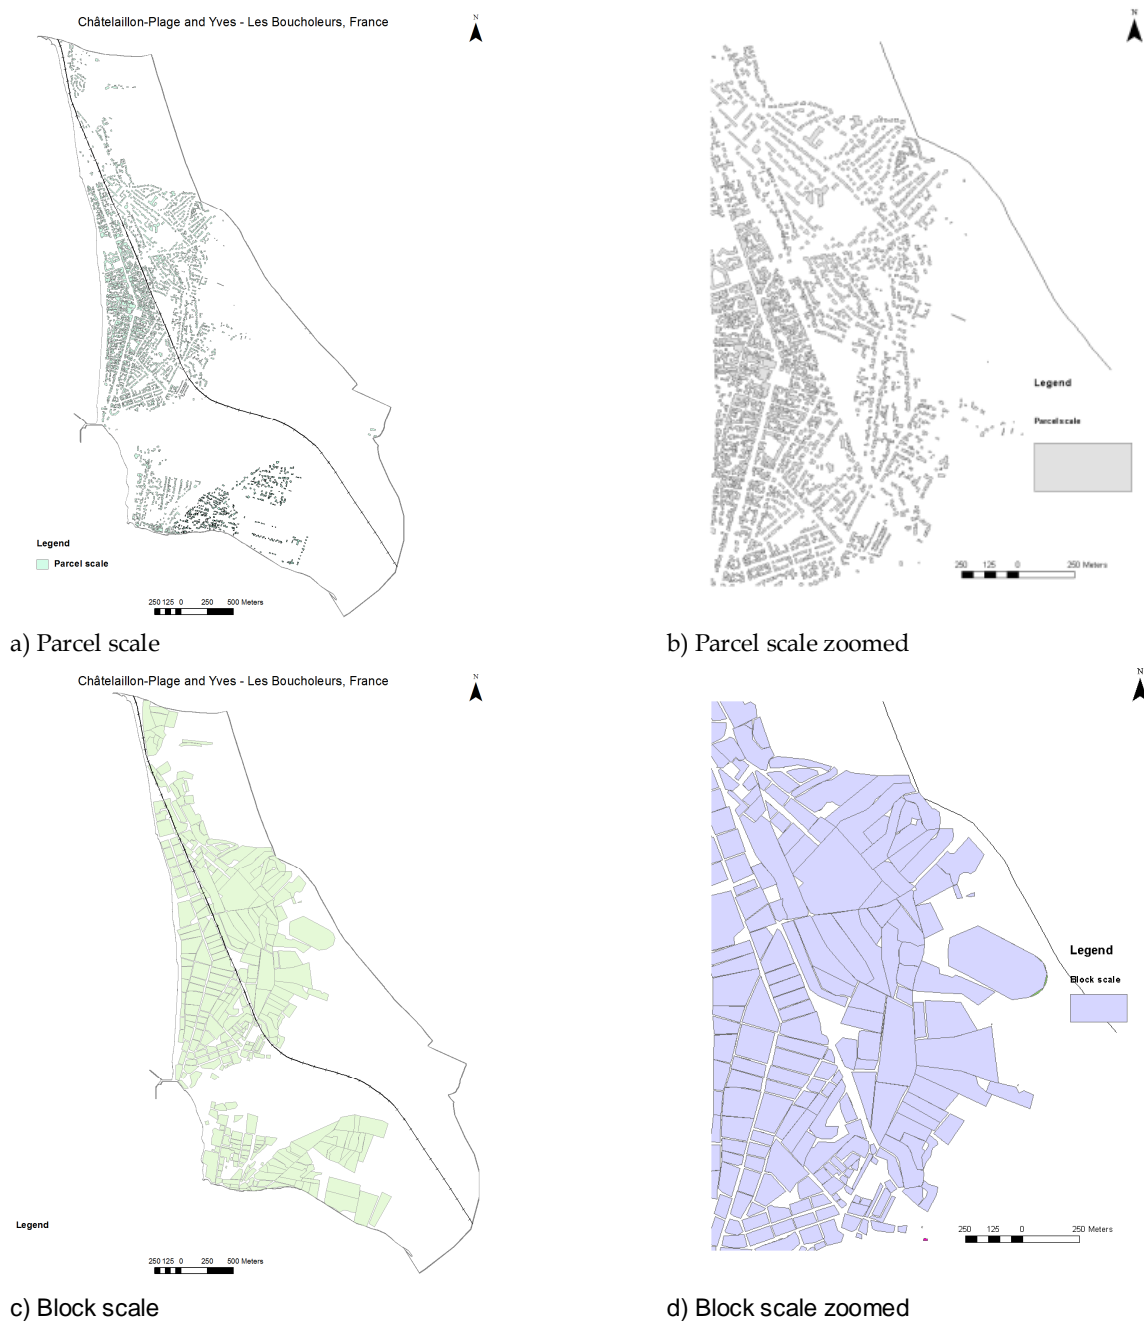 Châtelaillon-Plage and Yves - Les Boucholeurs, France
N
Legend
Parcel scale
250 125 0 250 500 Meters
a) Parcel scale
N
Legend
Parcel scale
250 125 0 250 Meters
b) Parcel scale zoomed
Châtelaillon-Plage and Yves - Les Boucholeurs, France
N
Legend
250 125 0 250 500 Meters
c) Block scale
N
Legend
Block scale
250 125 0 250 Meters
d) Block scale zoomed